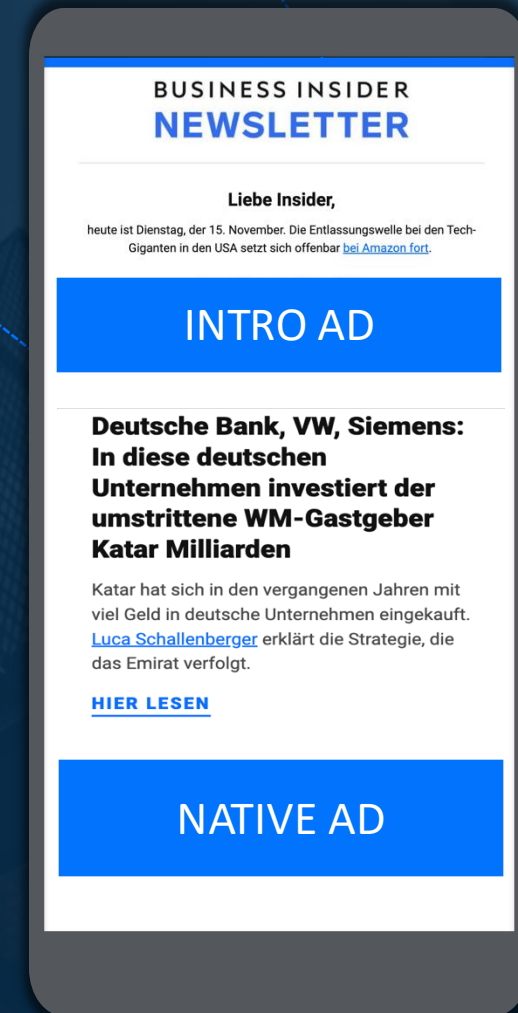 BUSINESS INSIDER
NEWSLETTER
Liebe Insider,
heute ist Dienstag, der 15. November. Die Entlassungswelle bei den Tech-
Giganten in den USA setzt sich offenbar bei Amazon fort.
INTRO AD
Deutsche Bank, VW, Siemens:
In diese deutschen
Unternehmen investiert der
umstrittene WM-Gastgeber
Katar Milliarden
Katar hat sich in den vergangenen Jahren mit
viel Geld in deutsche Unternehmen eingekauft.
Luca Schallenberger erklärt die Strategie, die
das Emirat verfolgt.
HIER LESEN
NATIVE AD